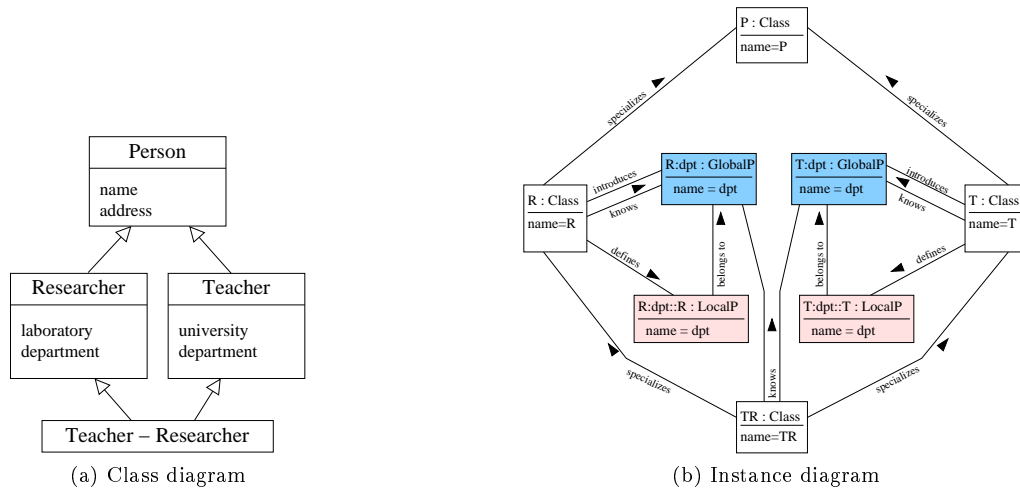 Person
name
address
Researcher
laboratory
department
Teacher
university
department
Teacher – Researcher
(a) Class diagram
P : Class
name=P
specializes
specializes
R:dpt : GlobalP
name = dpt
T:dpt : GlobalP
name = dpt
introduces
knows
introduces
knows
R : Class
name=R
T : Class
name=T
defines
belongs to
belongs to
defines
R:dpt::R : LocalP
name = dpt
T:dpt::T : LocalP
name = dpt
specializes
knows
specializes
TR : Class
name=TR
(b) Instance diagram